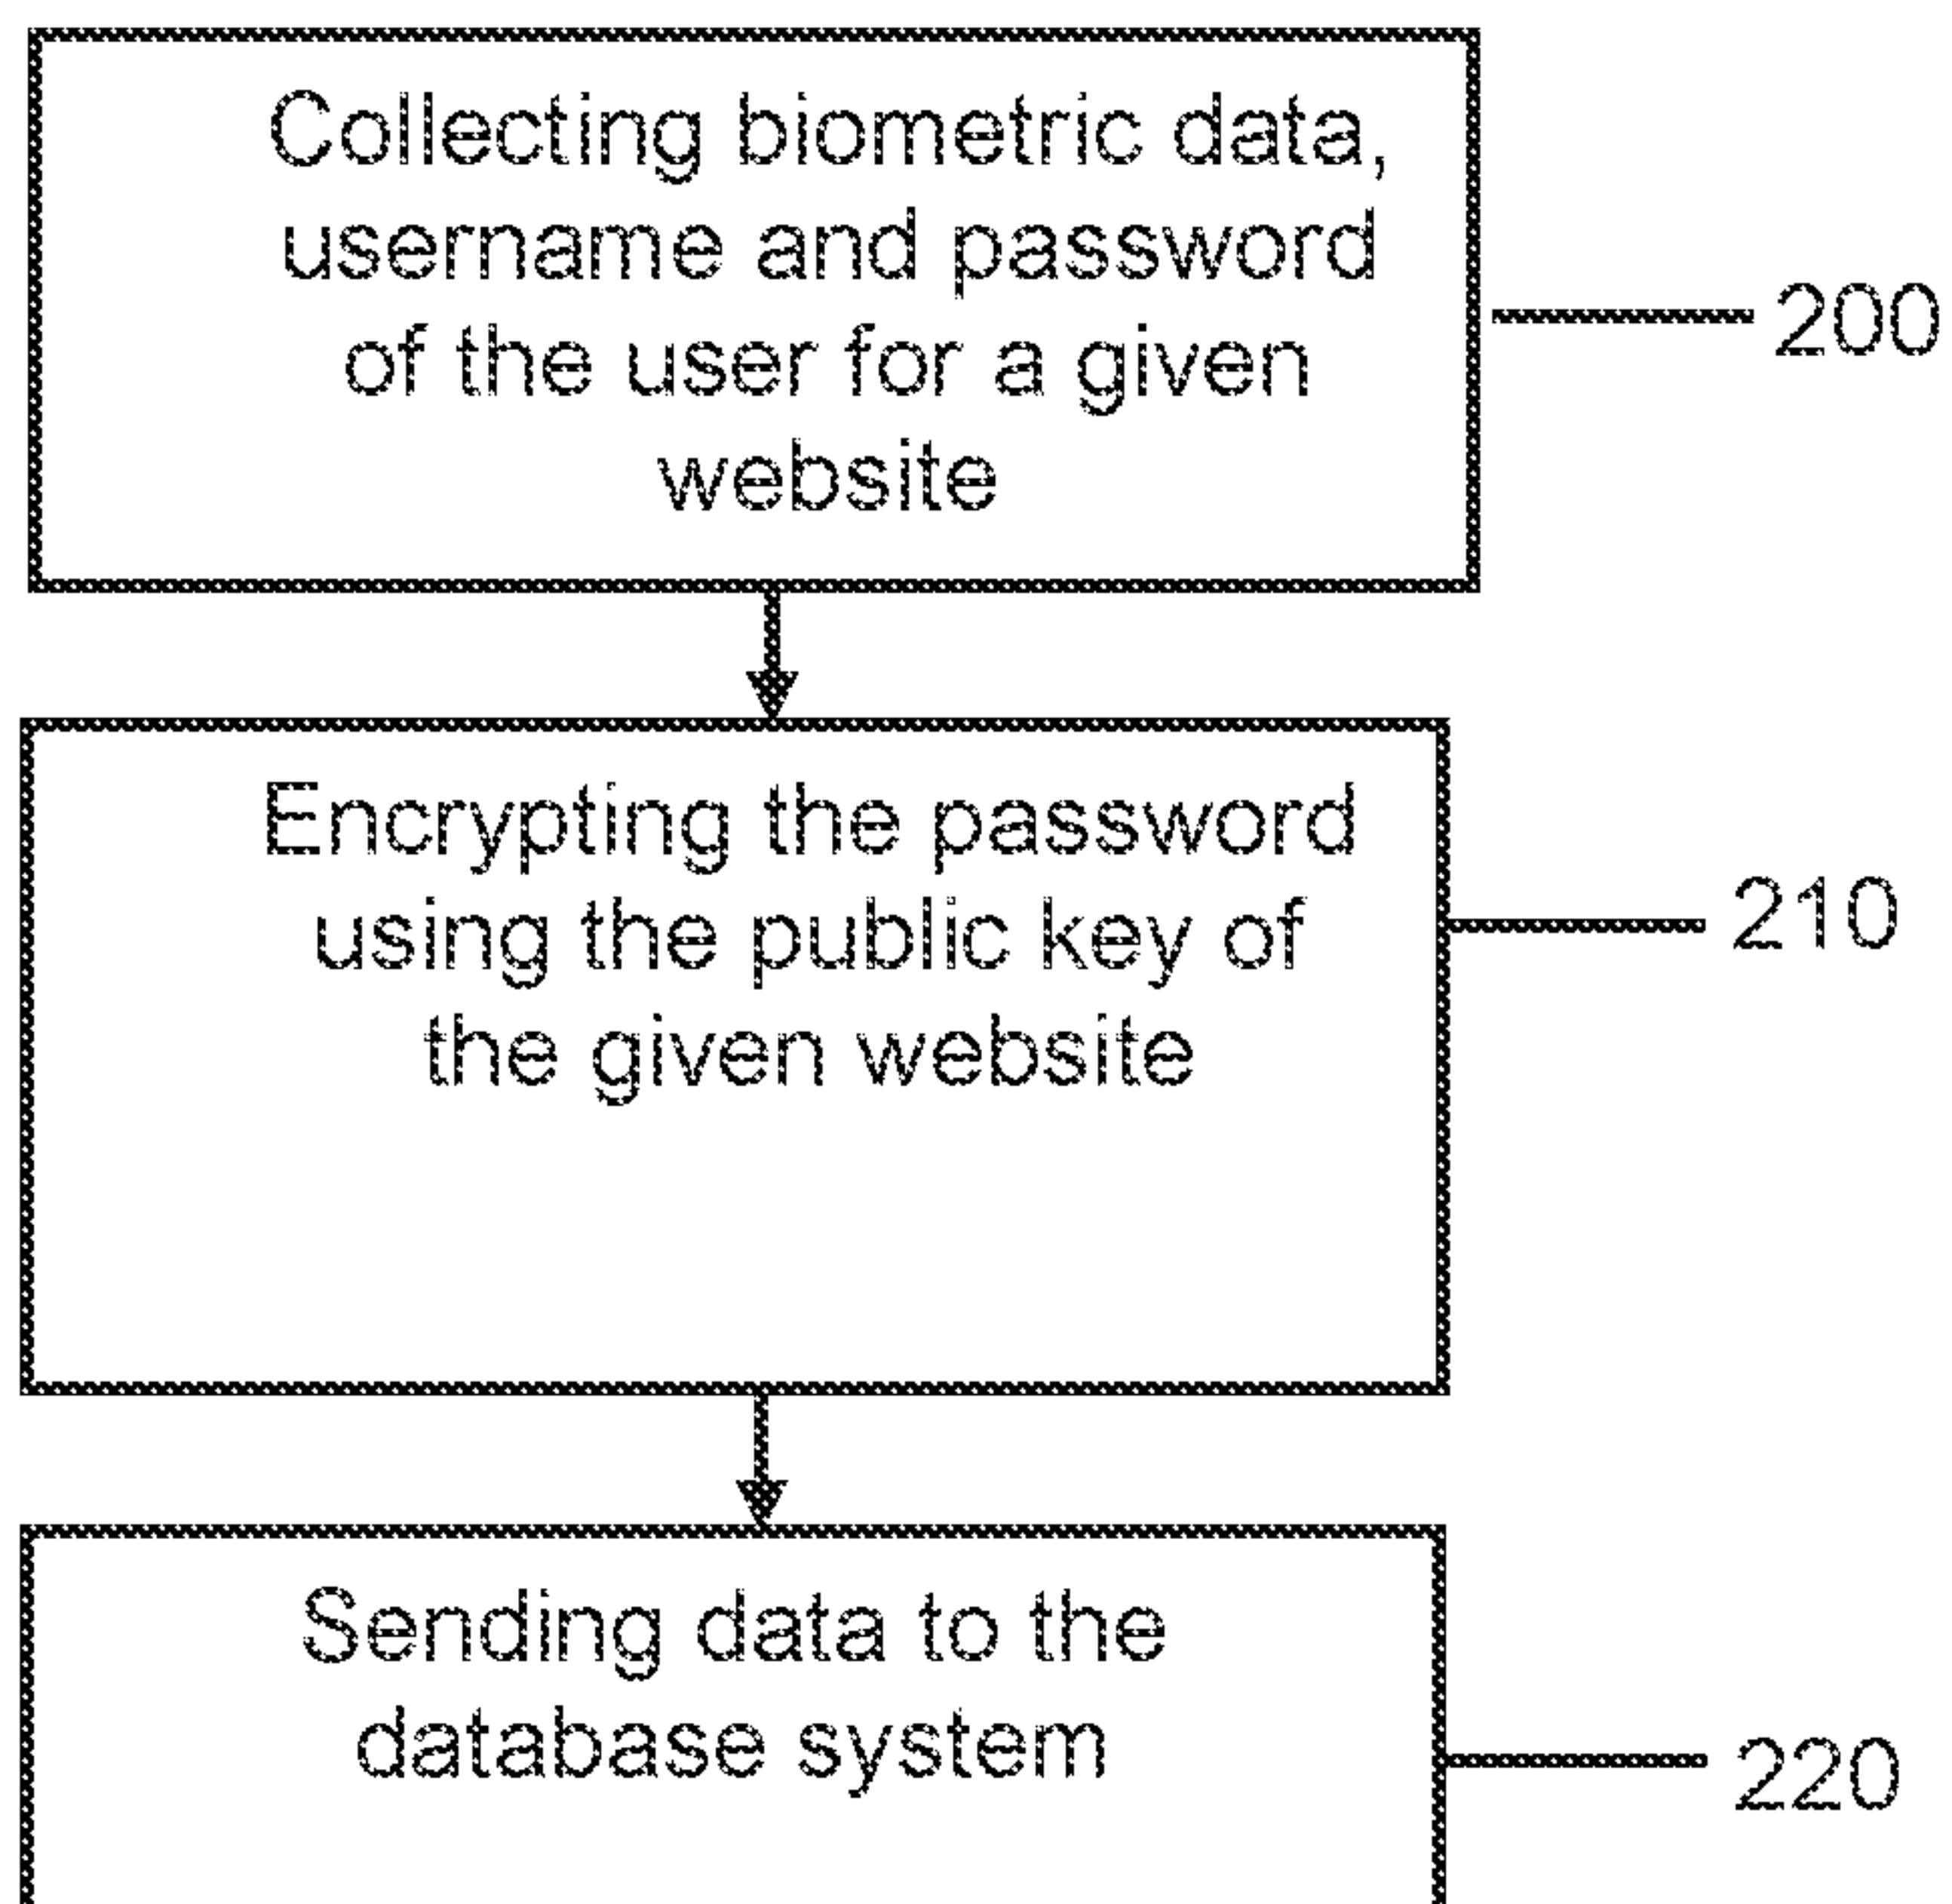 Collecting biometric data,
username and password
of the user for a given
website
200
Encrypting the password
using the public key of
the given website
210
Sending data to the
database system
220